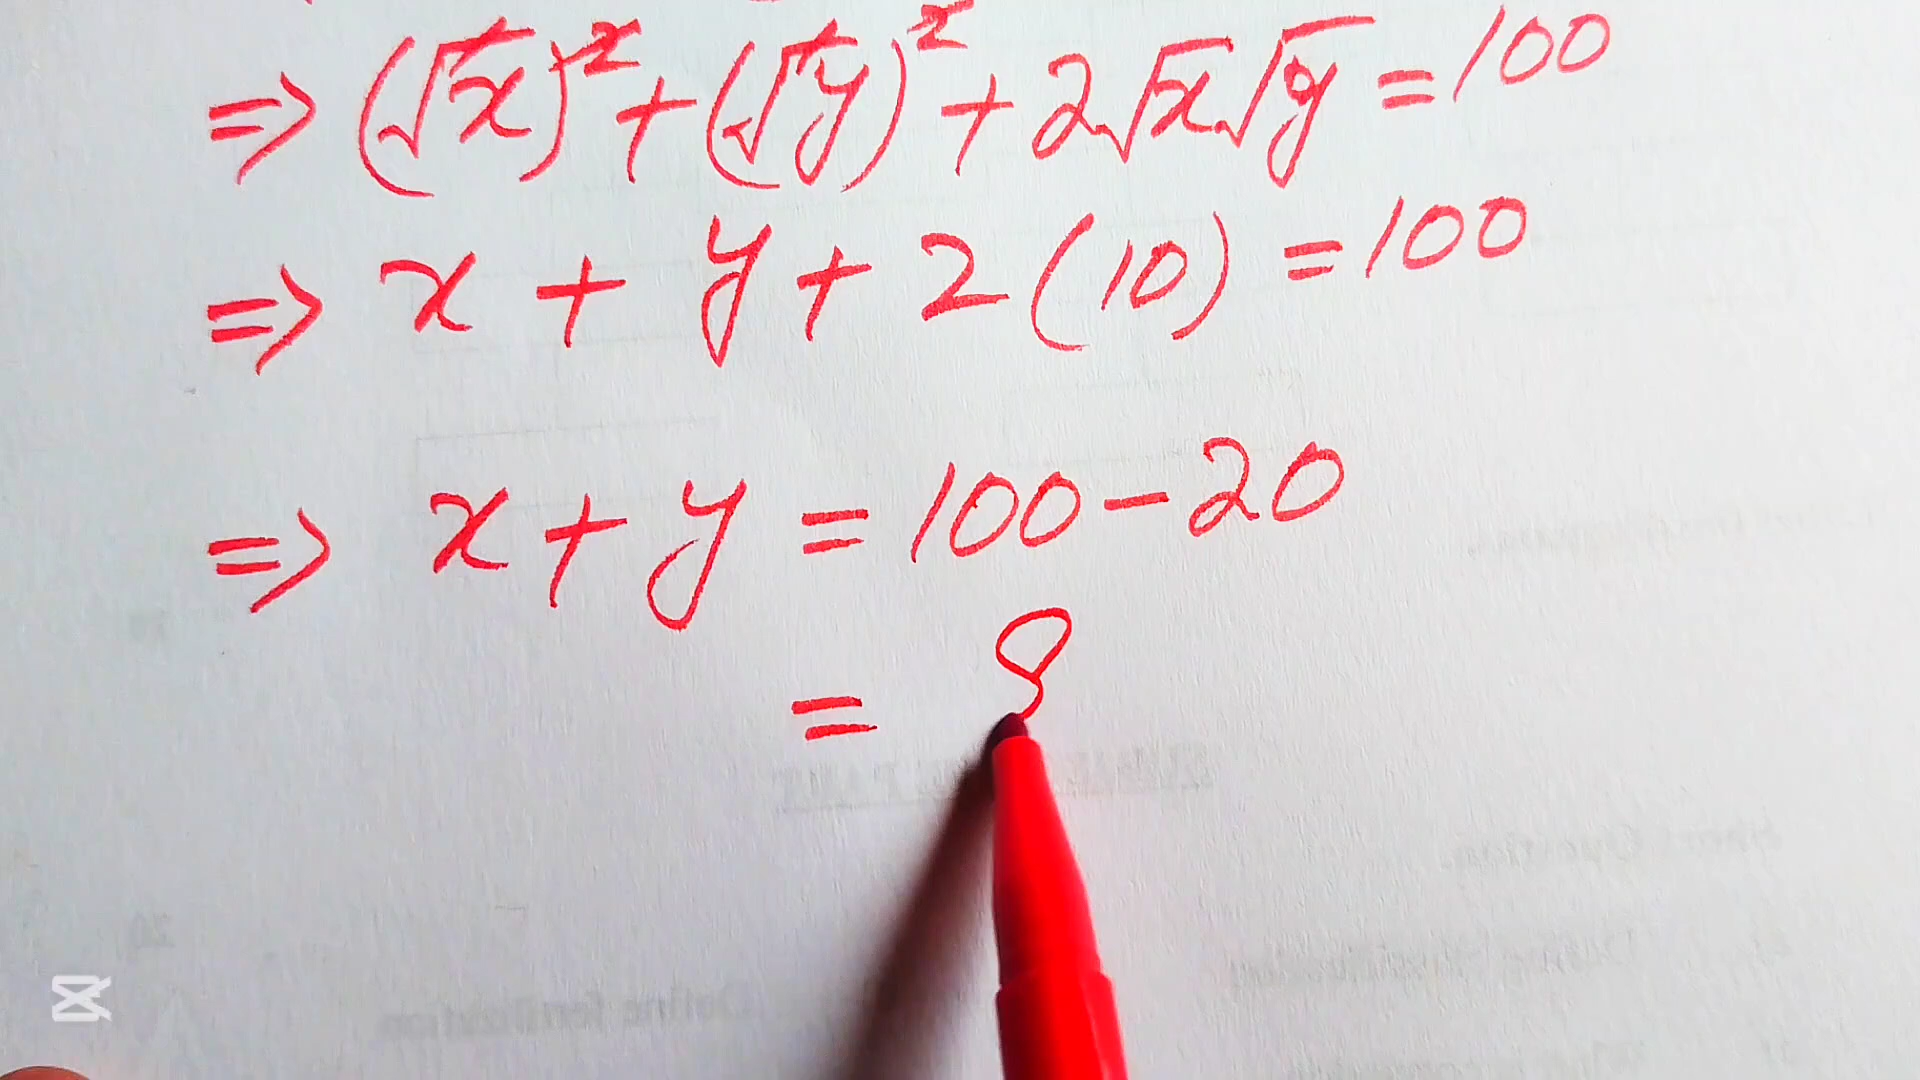 ⇒ (√x)² + (√y)² + 2√x√y = 100
⇒ x + y + 2(10) = 100
⇒ x + y = 100 - 20
= 8